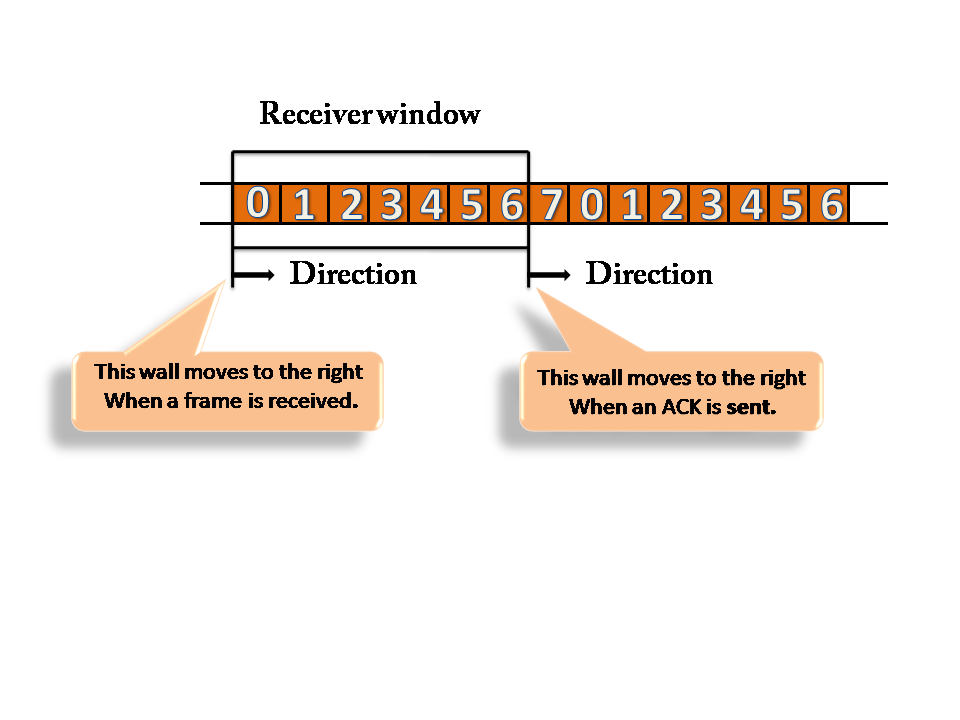 Receiver window
0 1 2 3 4 5 6 7 0 1 2 3 4 5 6
Direction Direction
This wall moves to the right
When a frame is received.
This wall moves to the right
When an ACK is sent.